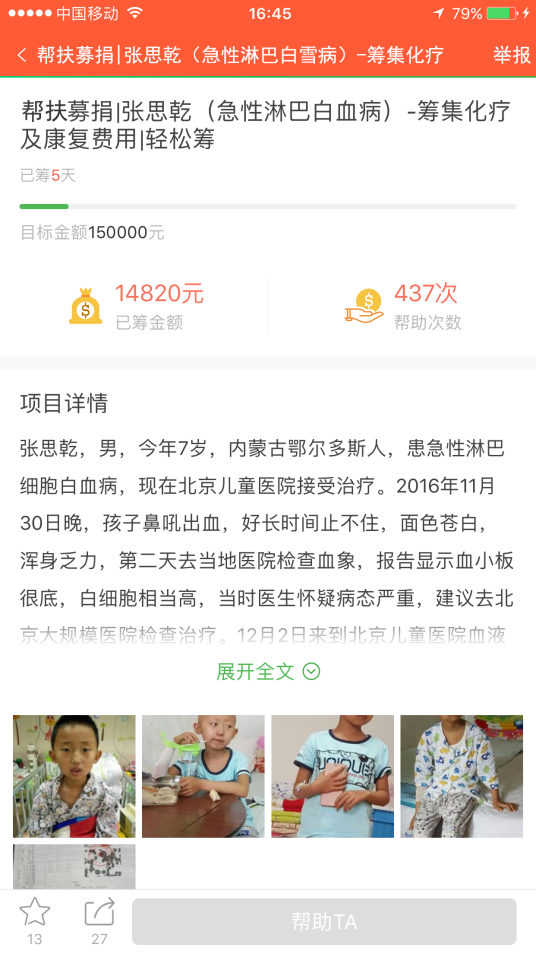 中国移动
16:45
79%
帮扶募捐|张思乾（急性淋巴白雪病）-筹集化疗
举报
帮扶募捐|张思乾（急性淋巴白血病）-筹集化疗
及康复费用|轻松筹
已筹5天
目标金额150000元
14820元
已筹金额
437次
帮助次数
项目详情
张思乾，男，今年7岁，内蒙古鄂尔多斯人，患急性淋巴
细胞白血病，现在北京儿童医院接受治疗。2016年11月
30日晚，孩子鼻吼出血，好长时间止不住，面色苍白，
浑身乏力，第二天去当地医院检查血象，报告显示血小板
很底，白细胞相当高，当时医生怀疑病态严重，建议去北
京大规模医院检查治疗。12月2日来到北京儿童医院血液
展开全文
UNIQUE
13
27
帮助TA